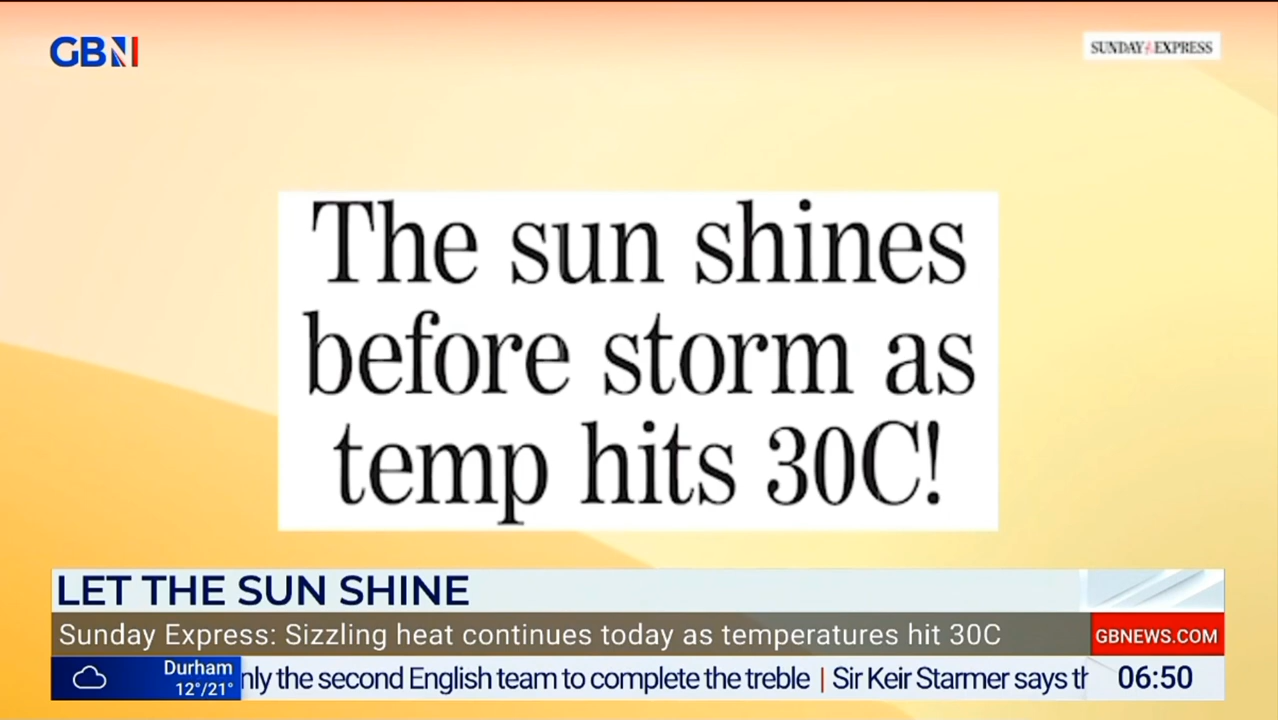 GBN
SUNDAY EXPRESS
The sun shines
before storm as
temp hits 30C!
LET THE SUN SHINE
Sunday Express: Sizzling heat continues today as temperatures hit 30C
GBNEWS.COM
Durham
12°/21°
the second English team to complete the treble | Sir Keir Starmer says
06:50